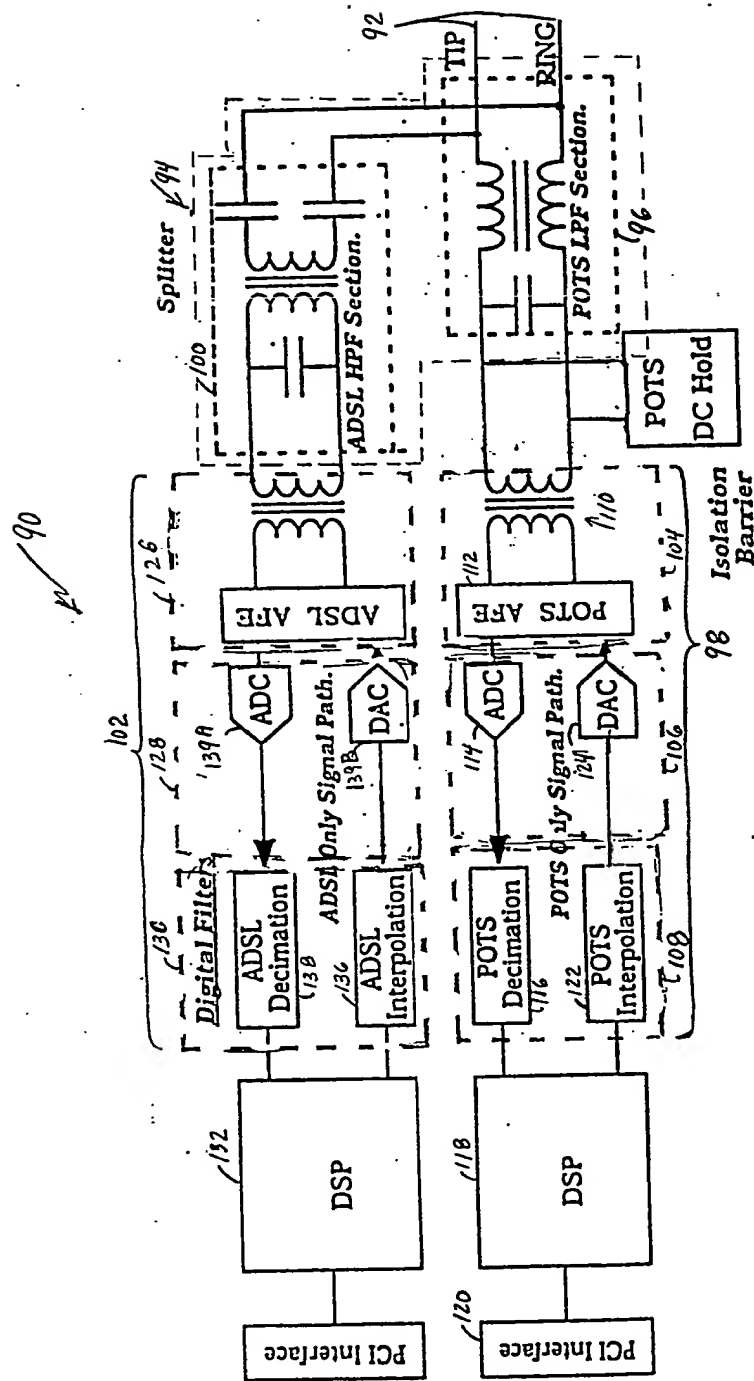 90
92
TIP
RING
Splitter
94
100
ADSL HPF Section.
POTS LPF Section.
96
POTS
DC Hold
102
126
128
130
ADSL AFE
ADC
139A
DAC
139B
ADSL Only Signal Path.
Digital Filters
ADSL
Decimation
138
136
ADSL
Interpolation
132
DSP
PCI Interface
110
Isolation
Barrier
104
112
POTS AFE
98
ADC
114
DAC
124
106
POTS Only Signal Path.
POTS
Decimation
116
122
POTS
Interpolation
108
118
DSP
120
PCI Interface